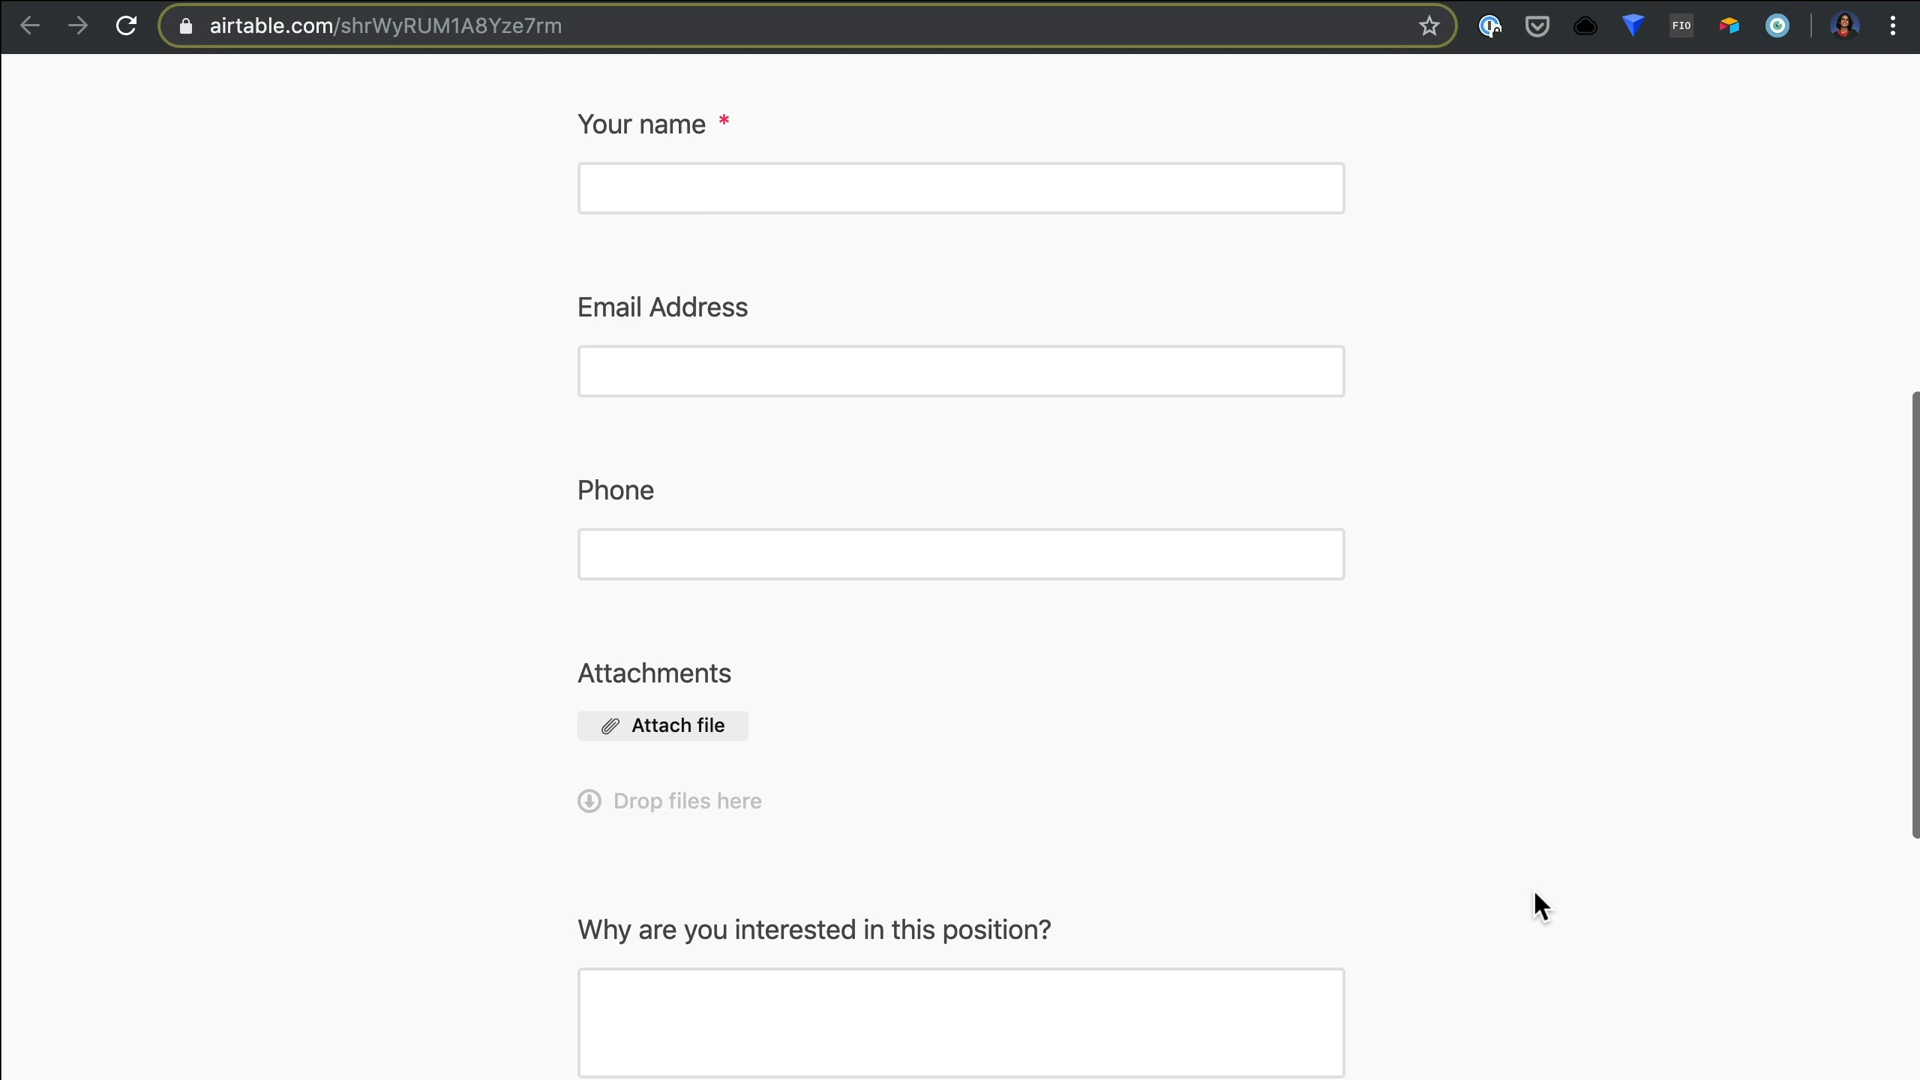 airtable.com/shrWyRUM1A8Yze7rm
FIO
Your name *
Email Address
Phone
Attachments
Attach file
Drop files here
Why are you interested in this position?